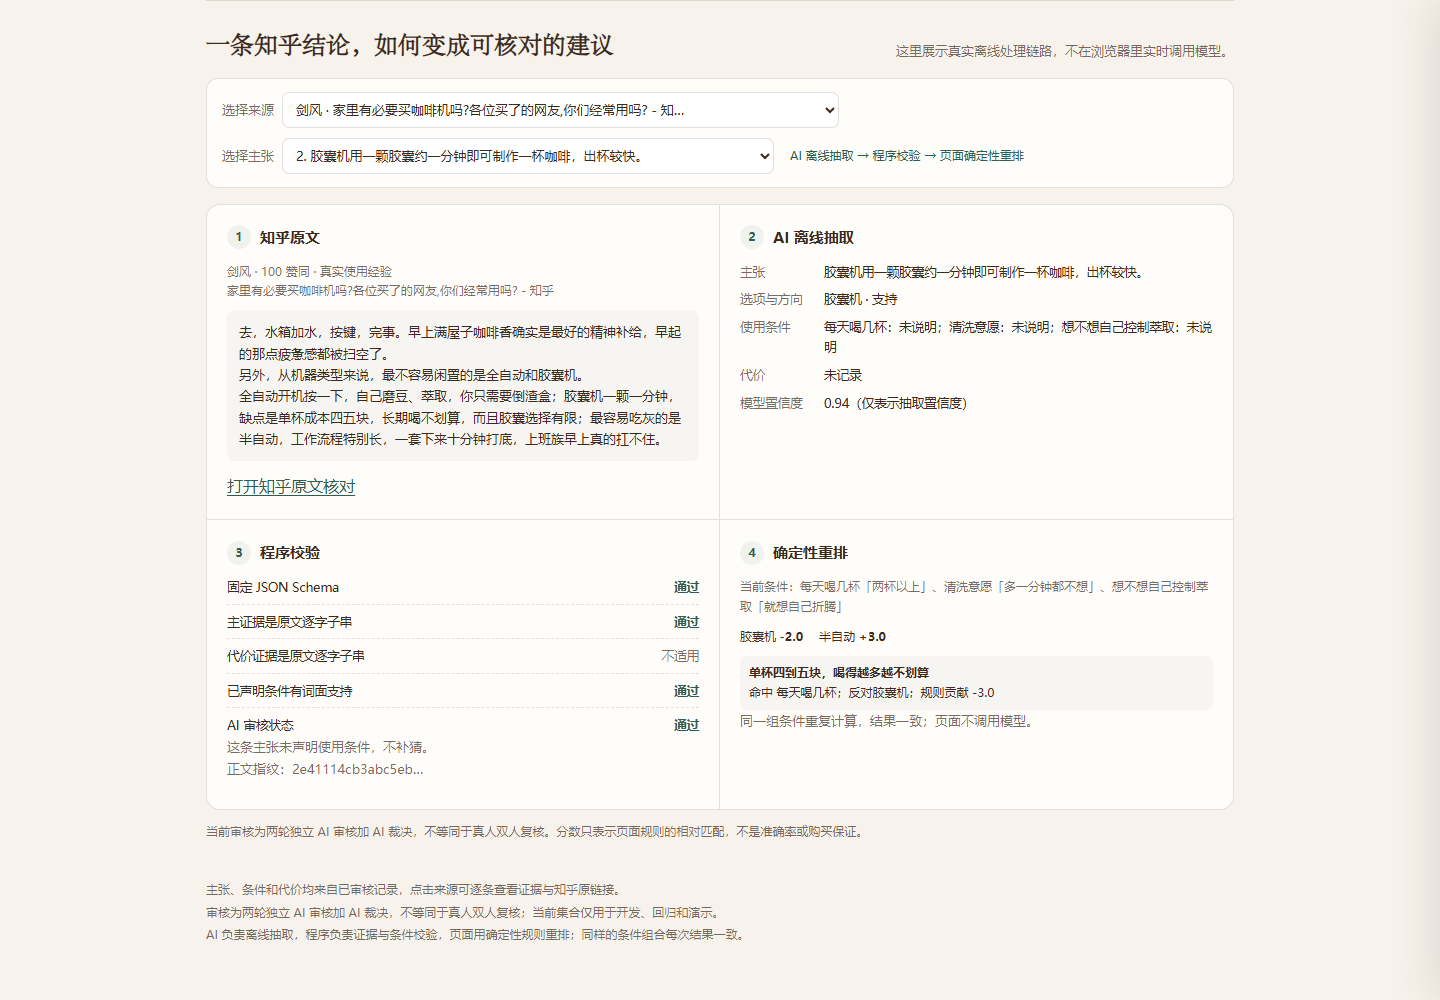 一条知乎结论，如何变成可核对的建议
这里展示真实离线处理链路，不在浏览器里实时调用模型。
选择来源
剑风 · 家里有必要买咖啡机吗?各位买了的网友,你们经常用吗? - 知...
选择主张
2. 胶囊机用一颗胶囊约一分钟即可制作一杯咖啡，出杯较快。
AI 离线抽取 → 程序校验 → 页面确定性重排
1 知乎原文
剑风 · 100 赞同 · 真实使用经验
家里有必要买咖啡机吗?各位买了的网友,你们经常用吗? - 知乎
去，水箱加水，按键，完事。早上满屋子咖啡香确实是最好的精神补给，早起
的那点疲惫感都被扫空了。
另外，从机器类型来说，最不容易闲置的是全自动和胶囊机。
全自动开机按一下，自己磨豆、萃取，你只需要倒渣盒；胶囊机一颗一分钟，
缺点是单杯成本四五块，长期喝不划算，而且胶囊选择有限；最容易吃灰的是
半自动，工作流程特别长，一套下来十分钟打底，上班族早上真的扛不住。
打开知乎原文核对
2 AI 离线抽取
主张 胶囊机用一颗胶囊约一分钟即可制作一杯咖啡，出杯较快。
选项与方向 胶囊机 · 支持
使用条件 每天喝几杯：未说明；清洗意愿：未说明；想不想自己控制萃取：未说
明
代价 未记录
模型置信度 0.94（仅表示抽取置信度）
3 程序校验
固定 JSON Schema 通过
主证据是原文逐字子串 通过
代价证据是原文逐字子串 不适用
已声明条件有词面支持 通过
AI 审核状态 通过
这条主张未声明使用条件，不补猜。
正文指纹：2e41114cb3abc5eb...
4 确定性重排
当前条件：每天喝几杯「两杯以上」、清洗意愿「多一分钟都不想」、想不想自己控制萃
取「就想自己折腾」
胶囊机 -2.0 半自动 +3.0
单杯四到五块，喝得越多越不划算
命中 每天喝几杯；反对胶囊机；规则贡献 -3.0
同一组条件重复计算，结果一致；页面不调用模型。
当前审核为两轮独立 AI 审核加 AI 裁决，不等同于真人双人复核。分数只表示页面规则的相对匹配，不是准确率或购买保证。
主张、条件和代价均来自已审核记录，点击来源可逐条查看证据与知乎原链接。
审核为两轮独立 AI 审核加 AI 裁决，不等同于真人双人复核；当前集合仅用于开发、回归和演示。
AI 负责离线抽取，程序负责证据与条件校验，页面用确定性规则重排；同样的条件组合每次结果一致。